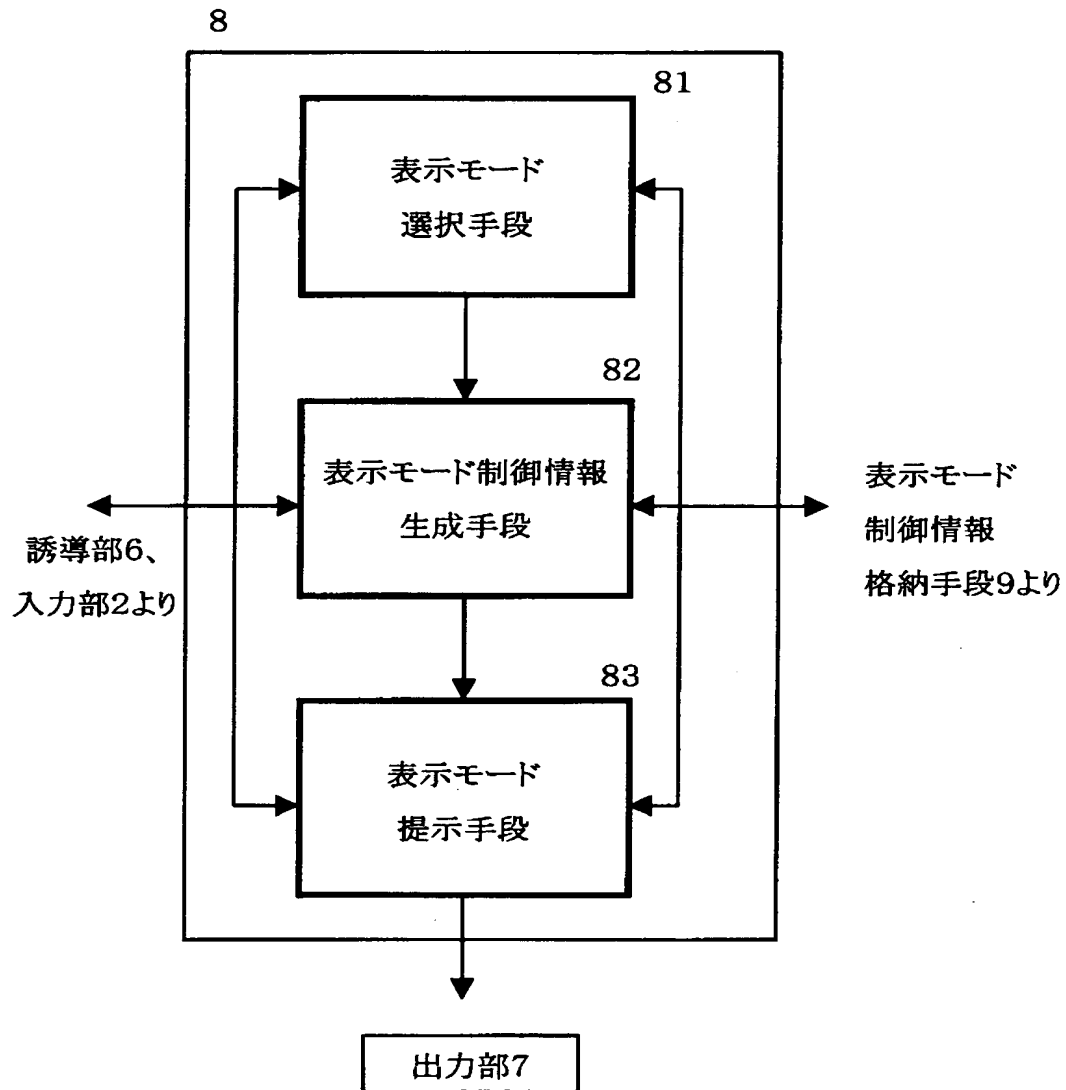 8
81
表示モード
選択手段
82
表示モード制御情報
生成手段
誘導部6、
入力部2より
表示モード
制御情報
格納手段9より
83
表示モード
提示手段
出力部7